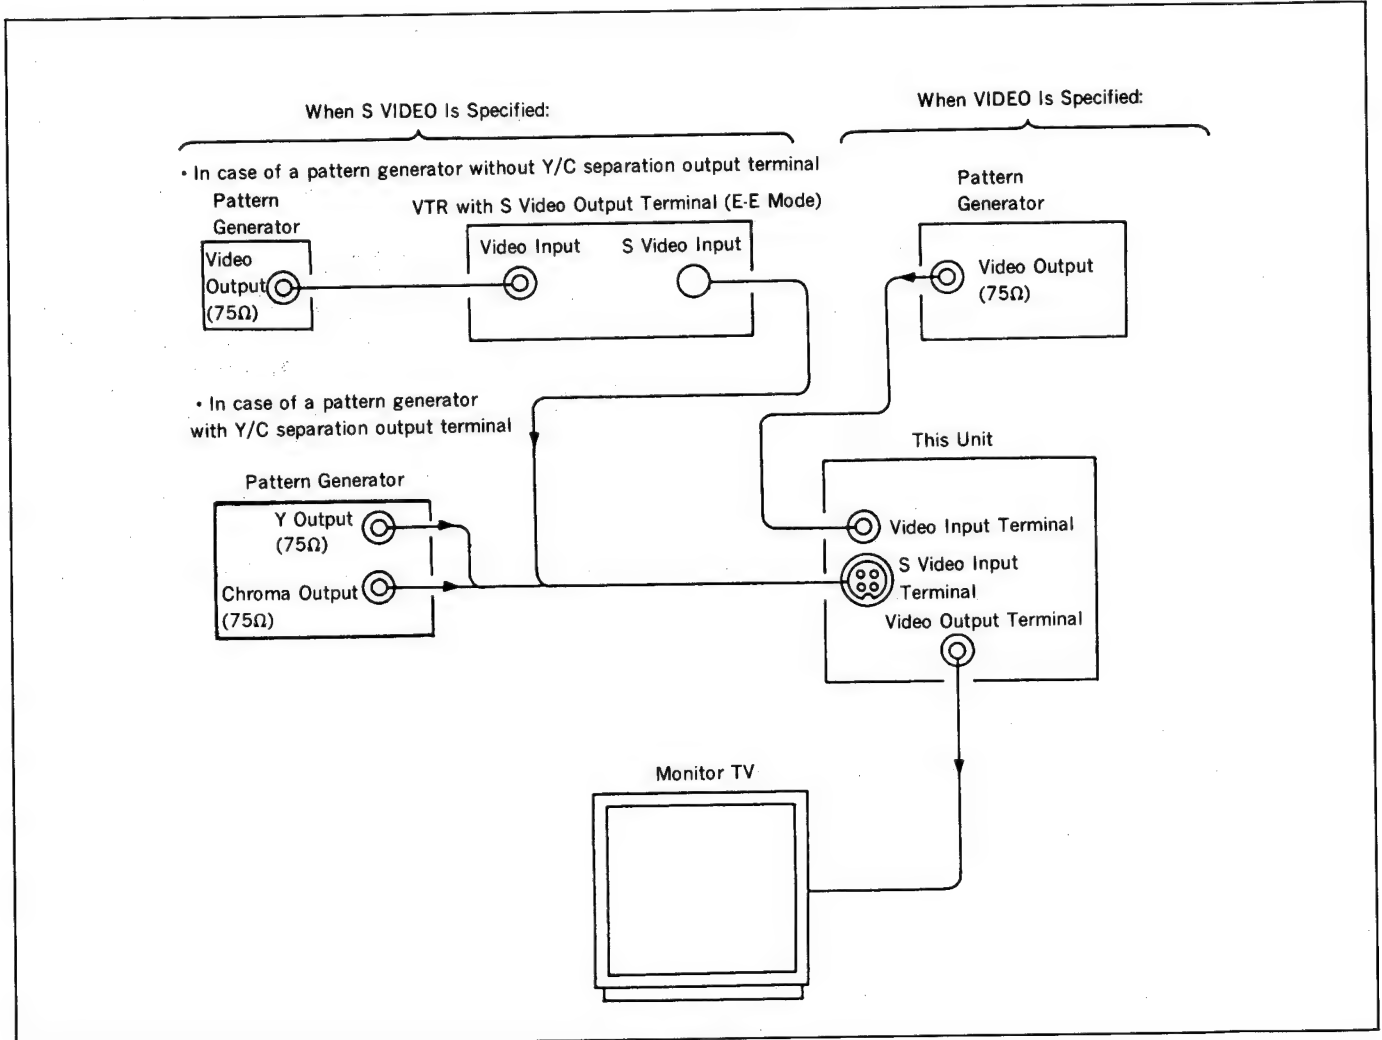 When S VIDEO Is Specified:
When VIDEO Is Specified:
• In case of a pattern generator without Y/C separation output terminal
Pattern
Generator
VTR with S Video Output Terminal (E-E Mode)
Video
Output
(75Ω)
Video Input
S Video Input
Pattern
Generator
Video Output
(75Ω)
• In case of a pattern generator
with Y/C separation output terminal
Pattern Generator
Y Output
(75Ω)
Chroma Output
(75Ω)
This Unit
Video Input Terminal
S Video Input
Terminal
Video Output Terminal
Monitor TV